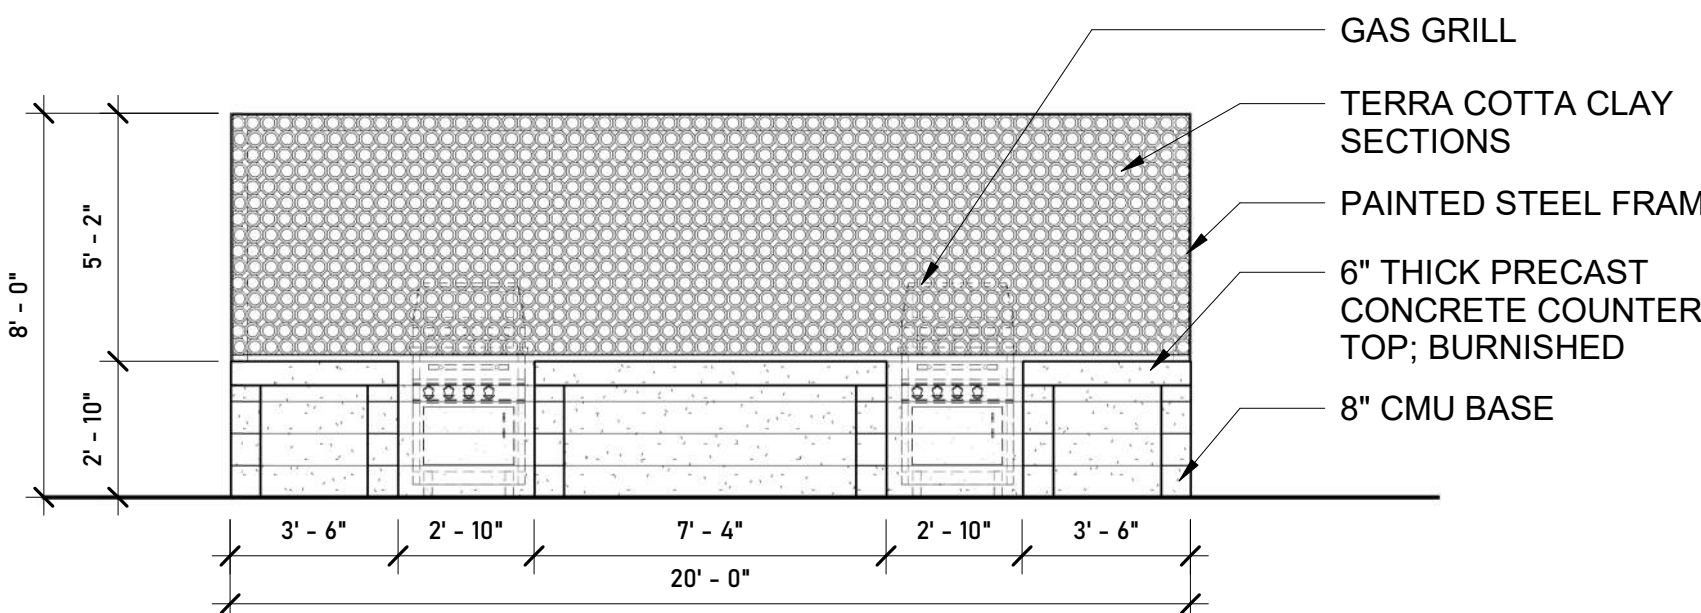 GAS GRILL
TERRA COTTA CLAY
SECTIONS
PAINTED STEEL FRAM
6" THICK PRECAST
CONCRETE COUNTER
TOP; BURNISHED
8" CMU BASE
8' - 0"
5' - 2"
2' - 10"
3' - 6"
2' - 10"
7' - 4"
2' - 10"
3' - 6"
20' - 0"